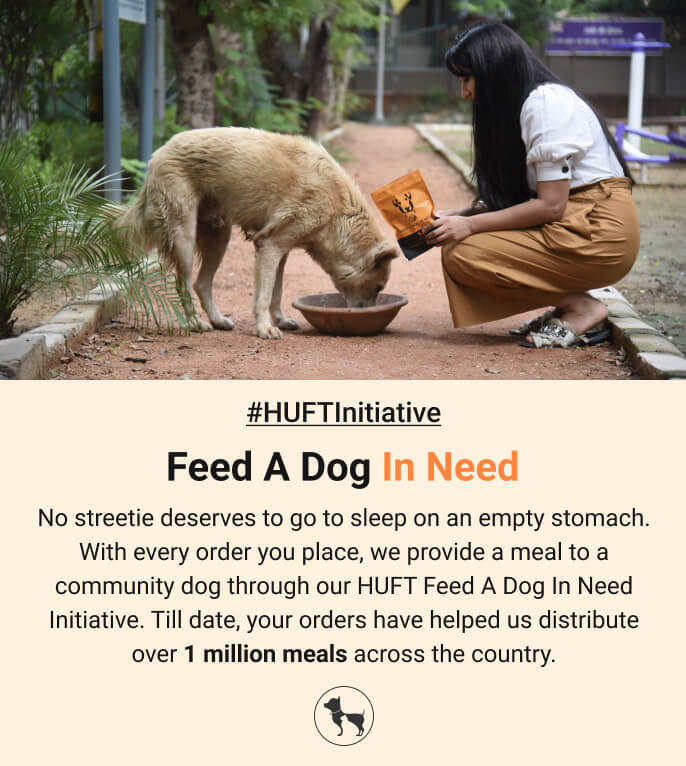 #HUFTInitiative
Feed A Dog In Need
No streetie deserves to go to sleep on an empty stomach.
With every order you place, we provide a meal to a
community dog through our HUFT Feed A Dog In Need
Initiative. Till date, your orders have helped us distribute
over 1 million meals across the country.